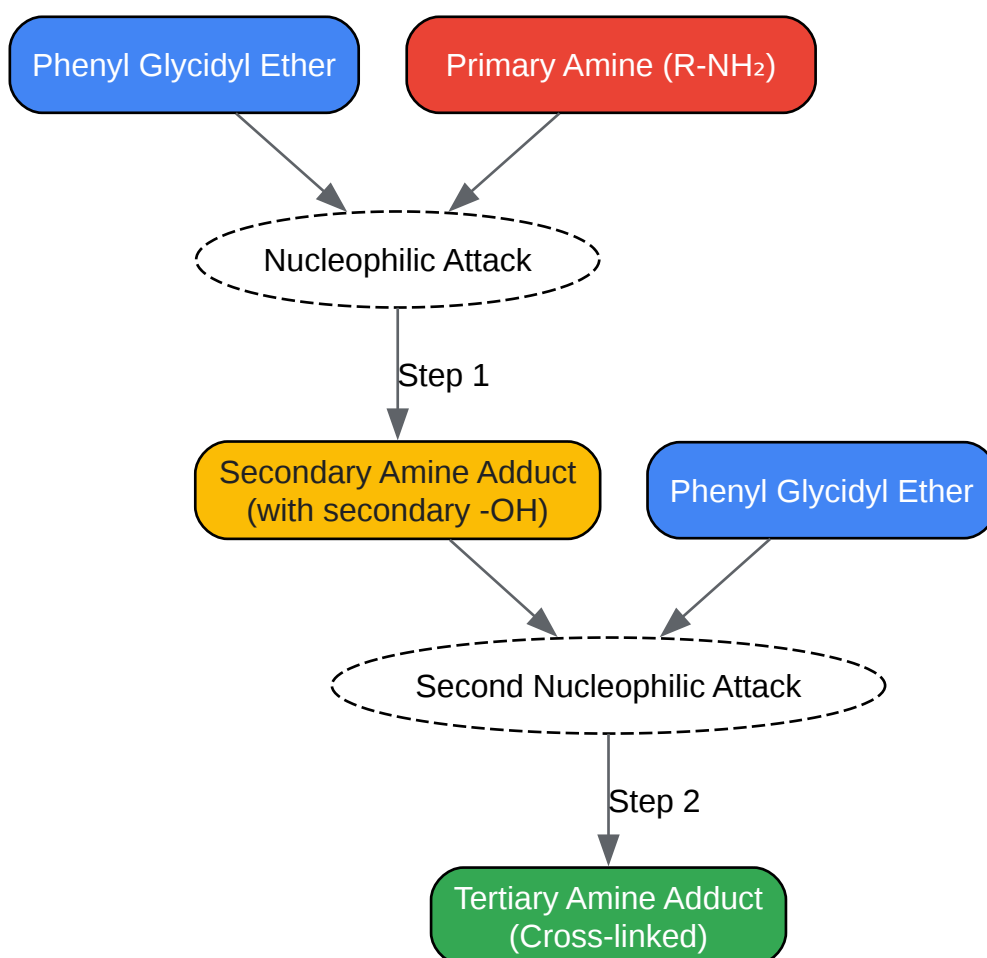 Phenyl Glycidyl Ether
Primary Amine (R-NH₂)
Nucleophilic Attack
Step 1
Secondary Amine Adduct
(with secondary -OH)
Phenyl Glycidyl Ether
Second Nucleophilic Attack
Step 2
Tertiary Amine Adduct
(Cross-linked)